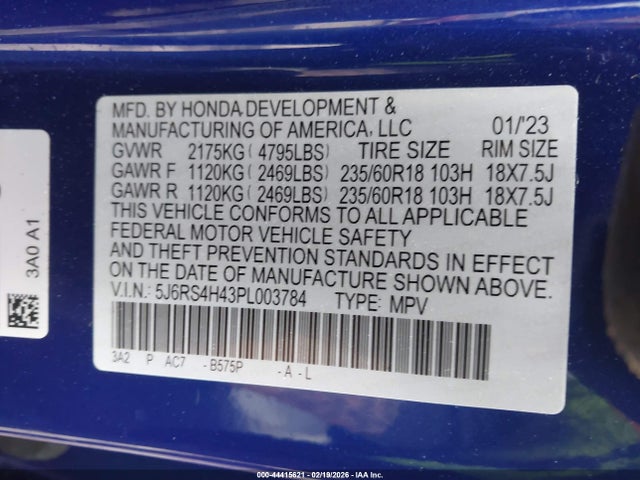 MFD. BY HONDA DEVELOPMENT &
MANUFACTURING OF AMERICA, LLC 01/'23
GVWR 2175KG ( 4795LBS) TIRE SIZE RIM SIZE
GAWR F 1120KG ( 2469LBS) 235/60R18 103H 18X7.5J
GAWR R 1120KG ( 2469LBS) 235/60R18 103H 18X7.5J
THIS VEHICLE CONFORMS TO ALL APPLICABLE
FEDERAL MOTOR VEHICLE SAFETY
AND THEFT PREVENTION STANDARDS IN EFFECT
ON THE DATE OF MANUFACTURE SHOWN ABOVE.
V.I.N.: 5J6RS4H43PL003784 TYPE: MPV
3A2 P AC7 - B575P - A - L
3A0 A1
000-44415621 - 02/19/2026 - IAA Inc.